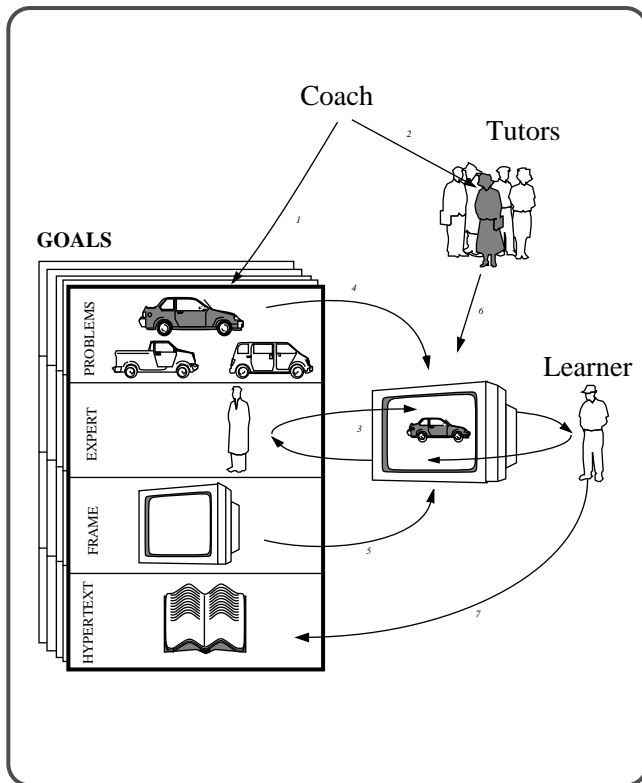 Coach
2
Tutors
1
GOALS
PROBLEMS
4
6
Learner
EXPERT
3
FRAME
5
HYPERTEXT
7